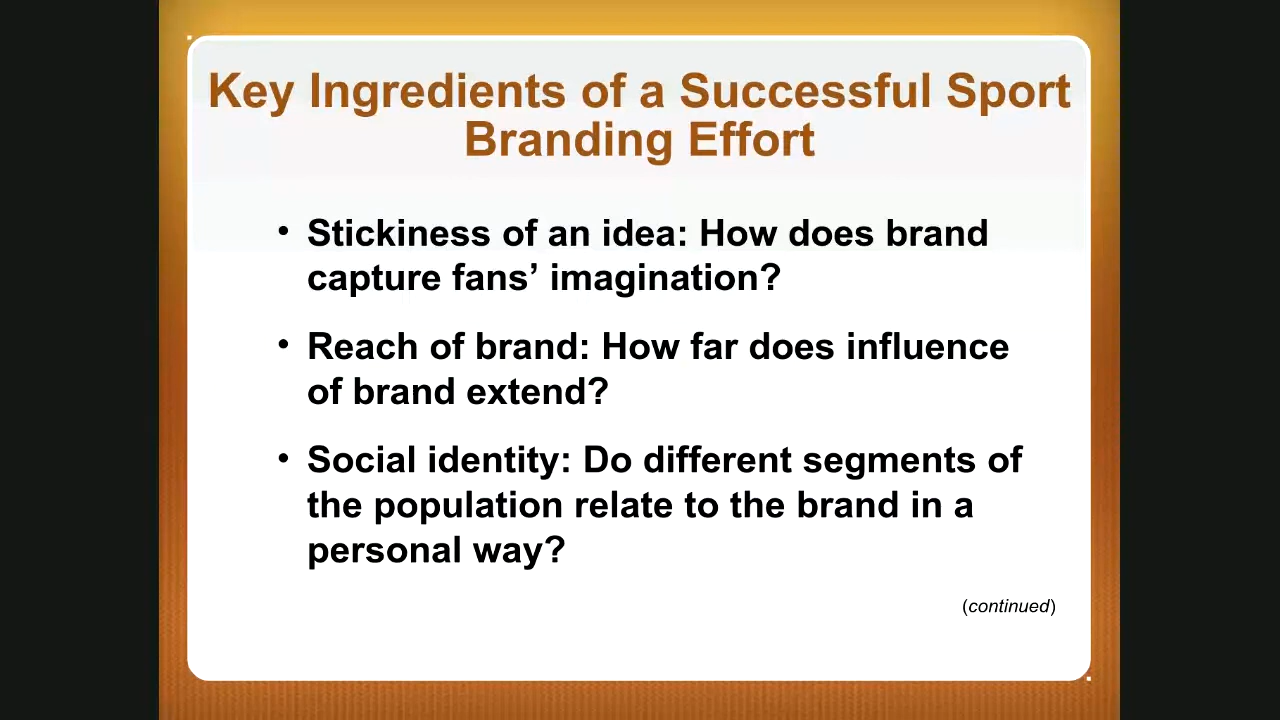 Key Ingredients of a Successful Sport
Branding Effort
• Stickiness of an idea: How does brand
capture fans’ imagination?
• Reach of brand: How far does influence
of brand extend?
• Social identity: Do different segments of
the population relate to the brand in a
personal way?
(continued)